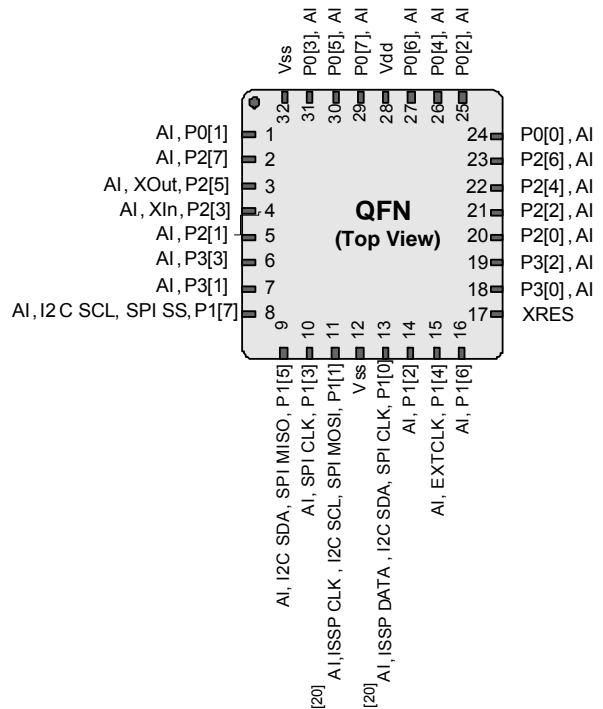 Vss
P0[3], AI
P0[5], AI
P0[7], AI
Vdd
P0[6], AI
P0[4], AI
P0[2], AI
32
31
30
29
28
27
26
25
AI, P0[1]
AI, P2[7]
AI, XOut, P2[5]
AI, XIn, P2[3]
AI, P2[1]
AI, P3[3]
AI, P3[1]
AI, I2C SCL, SPI SS, P1[7]
1
2
3
4
5
6
7
8
QFN
(Top View)
24
23
22
21
20
19
18
17
P0[0], AI
P2[6], AI
P2[4], AI
P2[2], AI
P2[0], AI
P3[2], AI
P3[0], AI
XRES
9
10
11
12
13
14
15
16
AI, I2C SDA, SPI MISO, P1[5]
AI, SPI CLK, P1[3]
[20] AI, ISSP CLK, I2C SCL, SPI MOSI, P1[1]
Vss
[20] AI, ISSP DATA, I2C SDA, SPI CLK, P1[0]
AI, P1[2]
AI, EXTCLK, P1[4]
AI, P1[6]